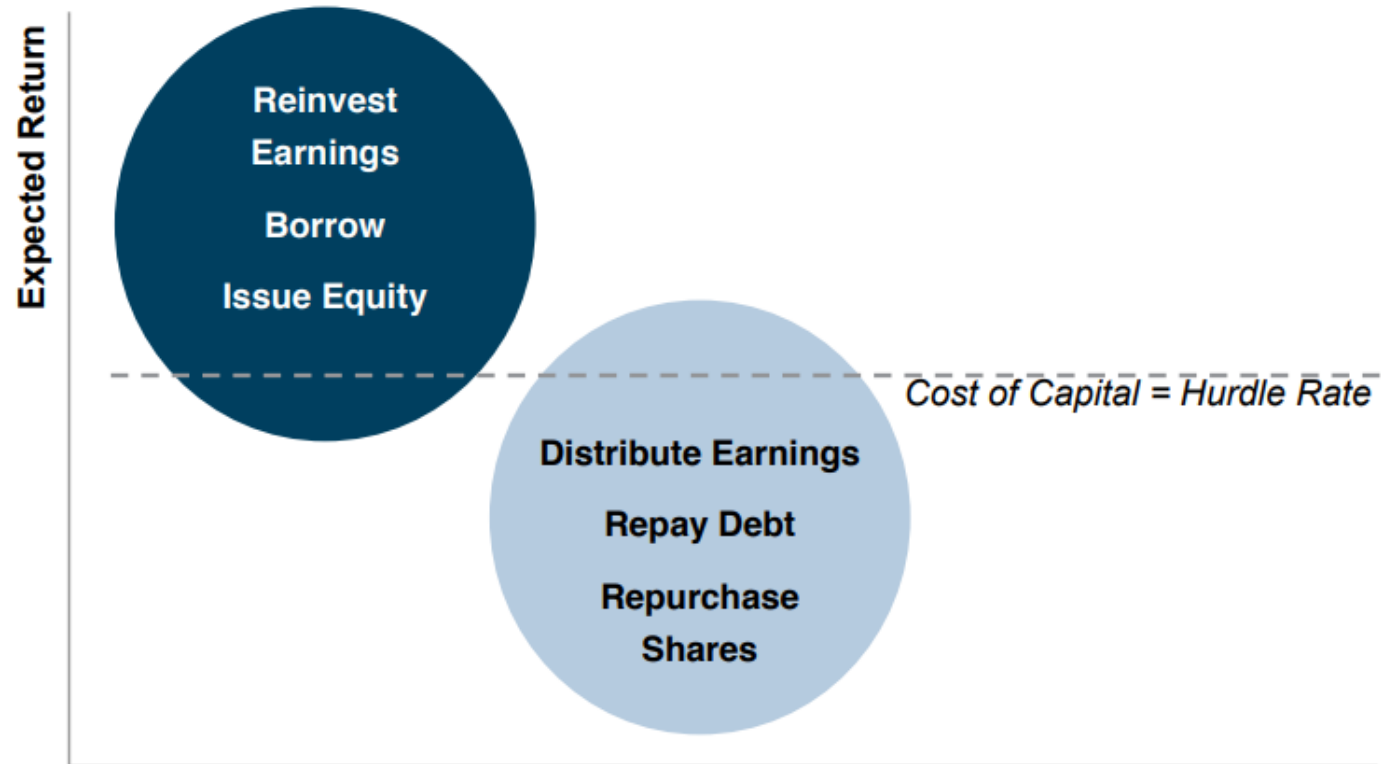 Expected Return
Reinvest
Earnings
Borrow
Issue Equity
Cost of Capital = Hurdle Rate
Distribute Earnings
Repay Debt
Repurchase
Shares